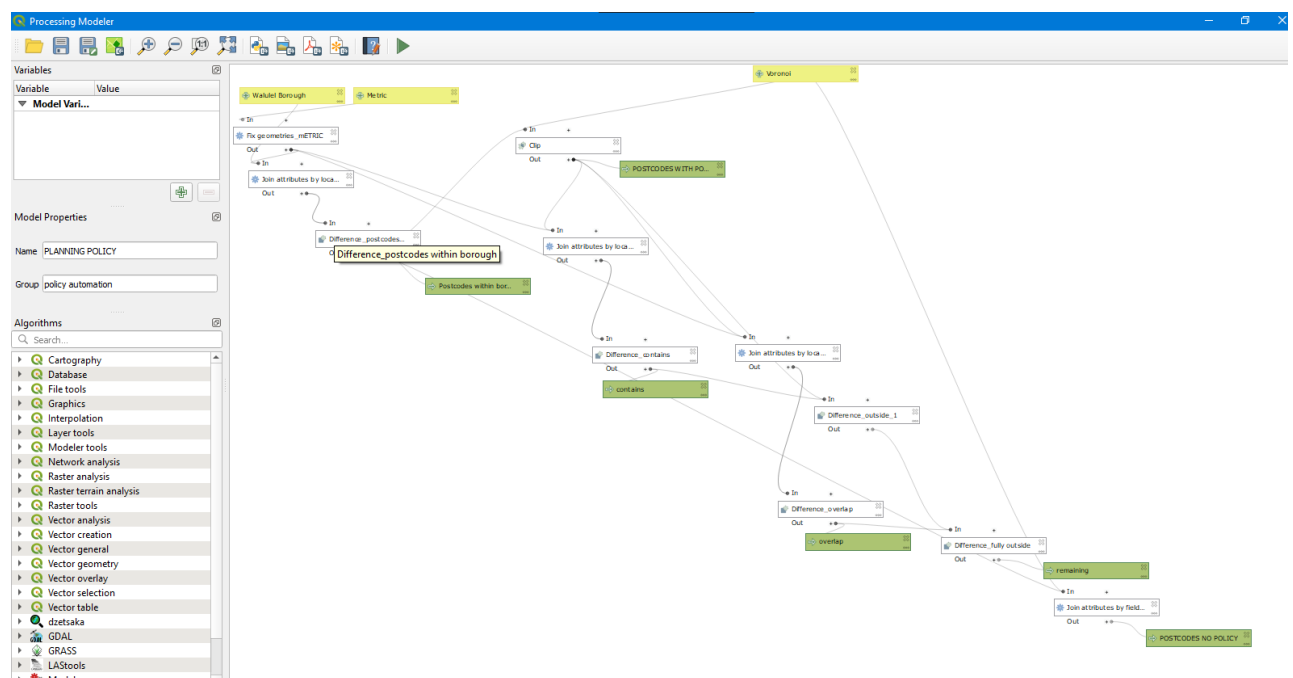 Processing Modeler
Variables
Variable Value
Model Vari...
Model Properties
Name PLANNING POLICY
Group policy automation
Algorithms
Search...
Cartography
Database
File tools
Graphics
Interpolation
Layer tools
Modeler tools
Network analysis
Raster analysis
Raster terrain analysis
Raster tools
Vector analysis
Vector creation
Vector general
Vector geometry
Vector overlay
Vector selection
Vector table
dzetsaka
GDAL
GRASS
LAStools
Voronoi
Borough
Metric
In
Fix geometries_mETRIC
Out
In
Clip
Out
POSTCODES WITH PO...
In
Join attributes by loca...
Out
In
Difference_postcodes...
Difference_postcodes within borough
Postcodes within bor...
In
Join attributes by loca...
Out
In
Difference_contains
Out
contains
In
Join attributes by loca...
Out
In
Difference_outside_1
Out
In
Difference_overlap
Out
overlap
In
Difference_fully outside
Out
remaining
In
Join attributes by field...
Out
POSTCODES NO POLICY